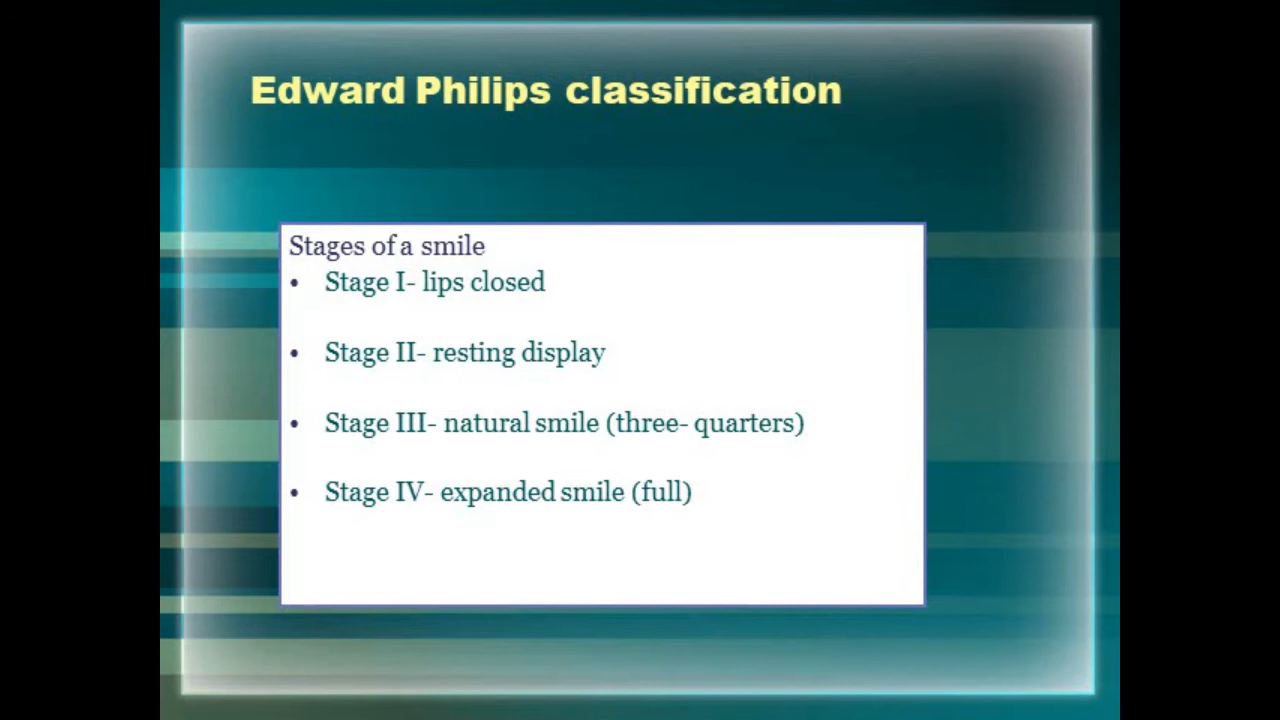 Edward Philips classification
Stages of a smile
• Stage I- lips closed
• Stage II- resting display
• Stage III- natural smile (three- quarters)
• Stage IV- expanded smile (full)